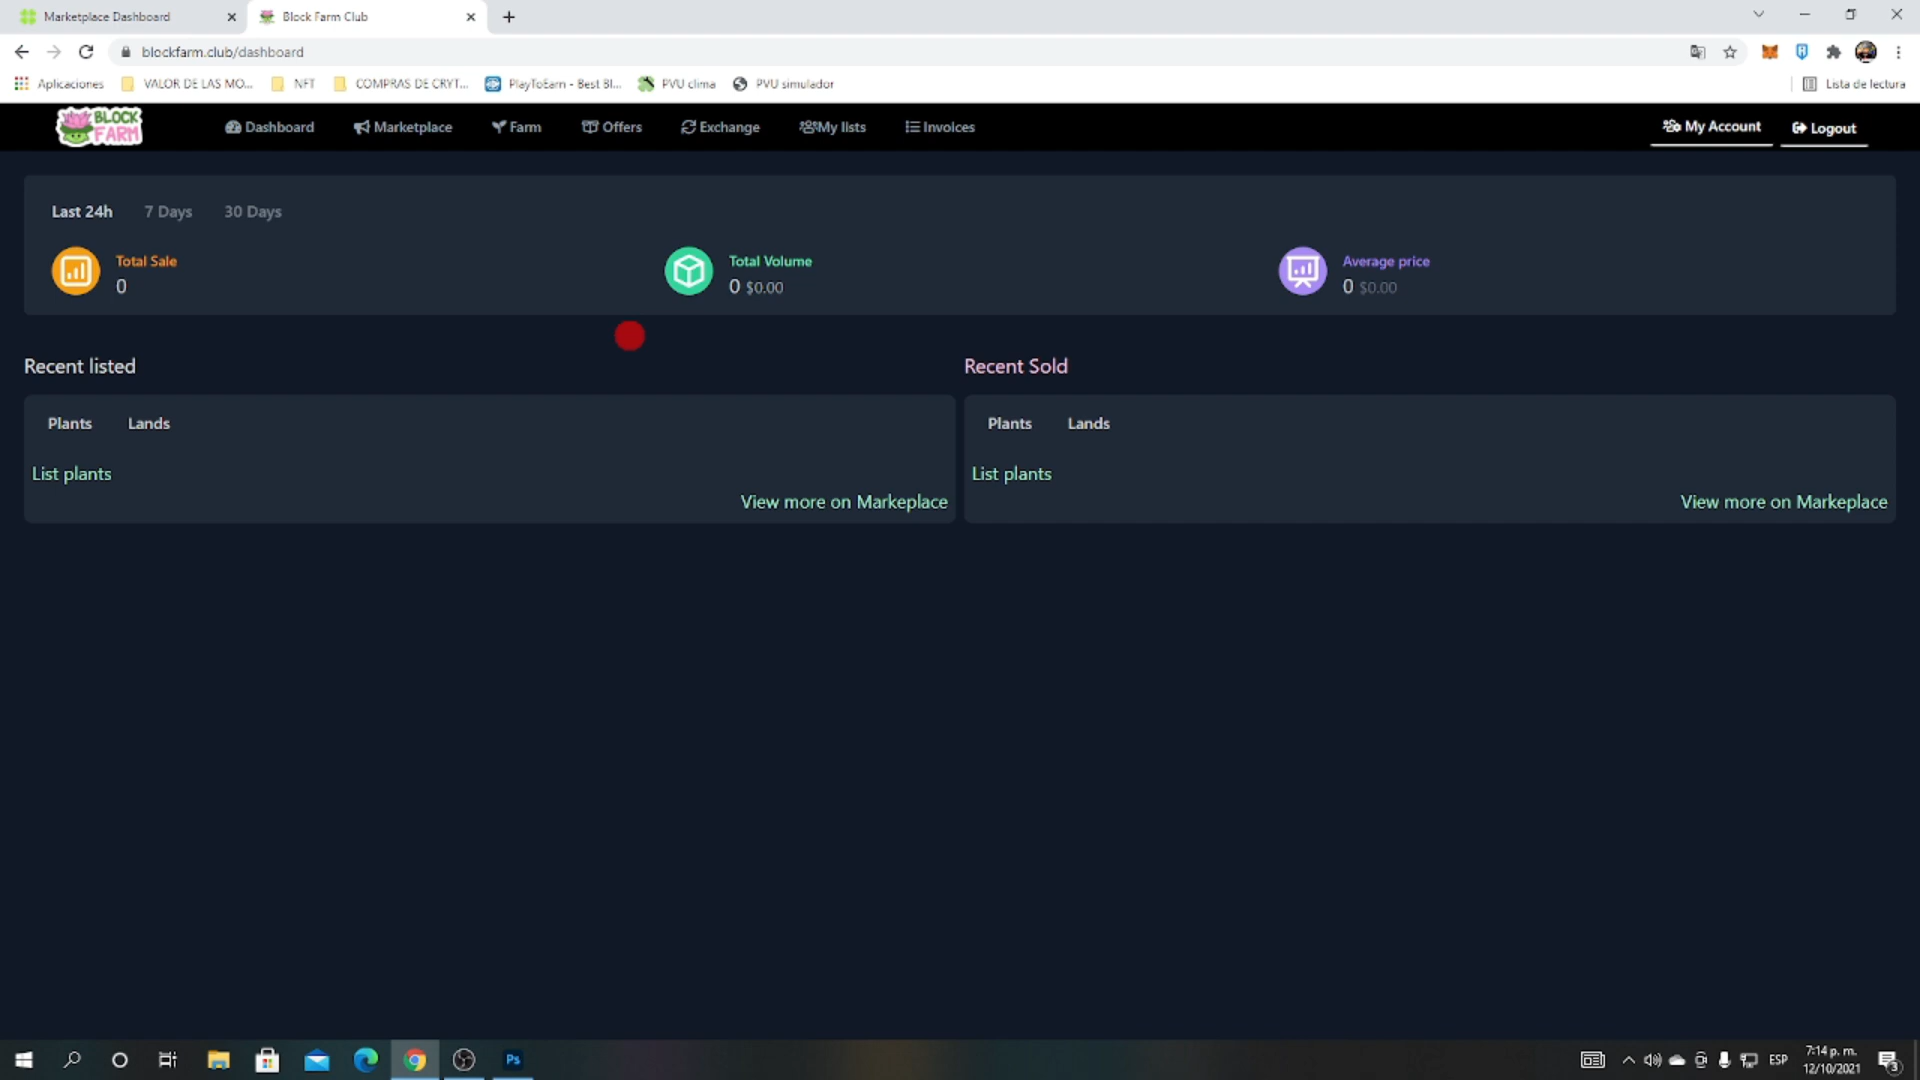 Marketplace Dashboard
Block Farm Club
blockfarm.club/dashboard
Aplicaciones
VALOR DE LAS MO...
NFT
COMPRAS DE CRYT...
PlayToEarn - Best Bl...
PVU clima
PVU simulador
Lista de lectura
BLOCK
FARM
Dashboard
Marketplace
Farm
Offers
Exchange
My lists
Invoices
My Account
Logout
Last 24h
7 Days
30 Days
Total Sale
0
Total Volume
0 $0.00
Average price
0 $0.00
Recent listed
Plants
Lands
List plants
View more on Markeplace
Recent Sold
Plants
Lands
List plants
View more on Markeplace
Ps
ESP
7:14 p. m.
12/10/2021
3